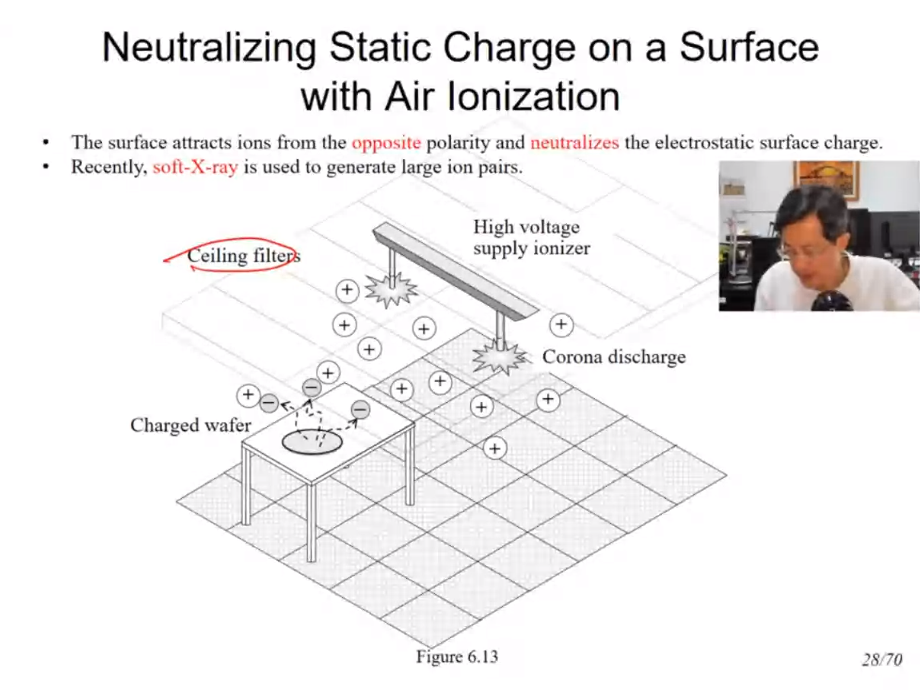 Neutralizing Static Charge on a Surface
with Air Ionization
• The surface attracts ions from the opposite polarity and neutralizes the electrostatic surface charge.
• Recently, soft-X-ray is used to generate large ion pairs.
High voltage
supply ionizer
Ceiling filters
Corona discharge
Charged wafer
Figure 6.13
28/70